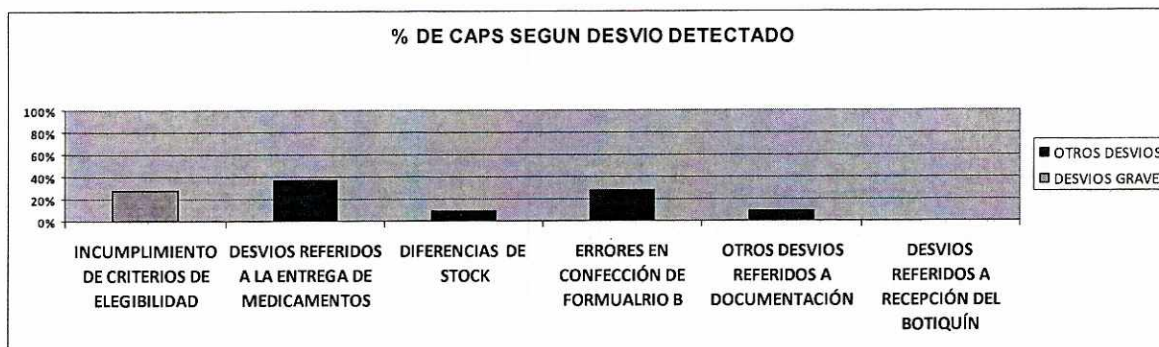 % DE CAPS SEGUN DESVIO DETECTADO
100%
80%
60%
40%
20%
0%
OTROS DESVIOS
DESVIOS GRAVE
INCUMPLIMIENTO
DE CRITERIOS DE
ELEGIBILIDAD
DESVIOS REFERIDOS
A LA ENTREGA DE
MEDICAMENTOS
DIFERENCIAS DE
STOCK
ERRORES EN
CONFECCIÓN DE
FORMUALRIO B
OTROS DESVIOS
REFERIDOS A
DOCUMENTACIÓN
DESVIOS
REFERIDOS A
RECEPCIÓN DEL
BOTIQUÍN